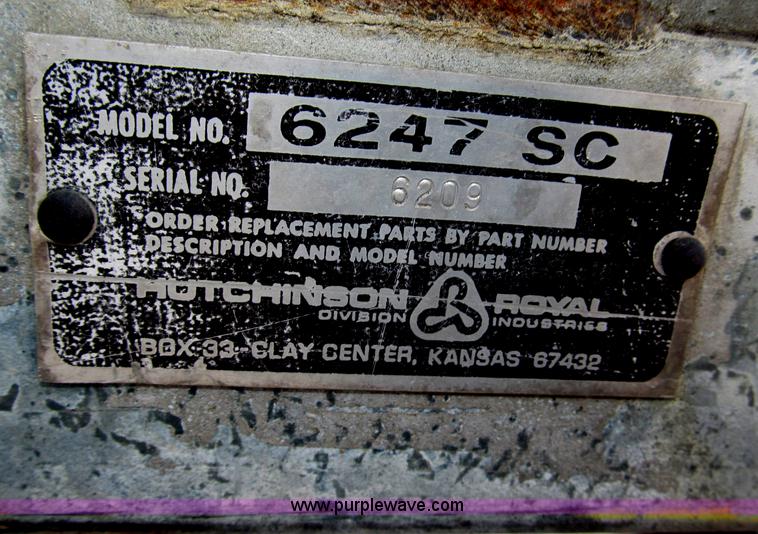 MODEL NO. 6247 SC
SERIAL NO. 6209
ORDER REPLACEMENT PARTS BY PART NUMBER
DESCRIPTION AND MODEL NUMBER
HUTCHINSON ROYAL
DIVISION INDUSTRIES
BOX 33 - CLAY CENTER, KANSAS 67432
www.purplewave.com